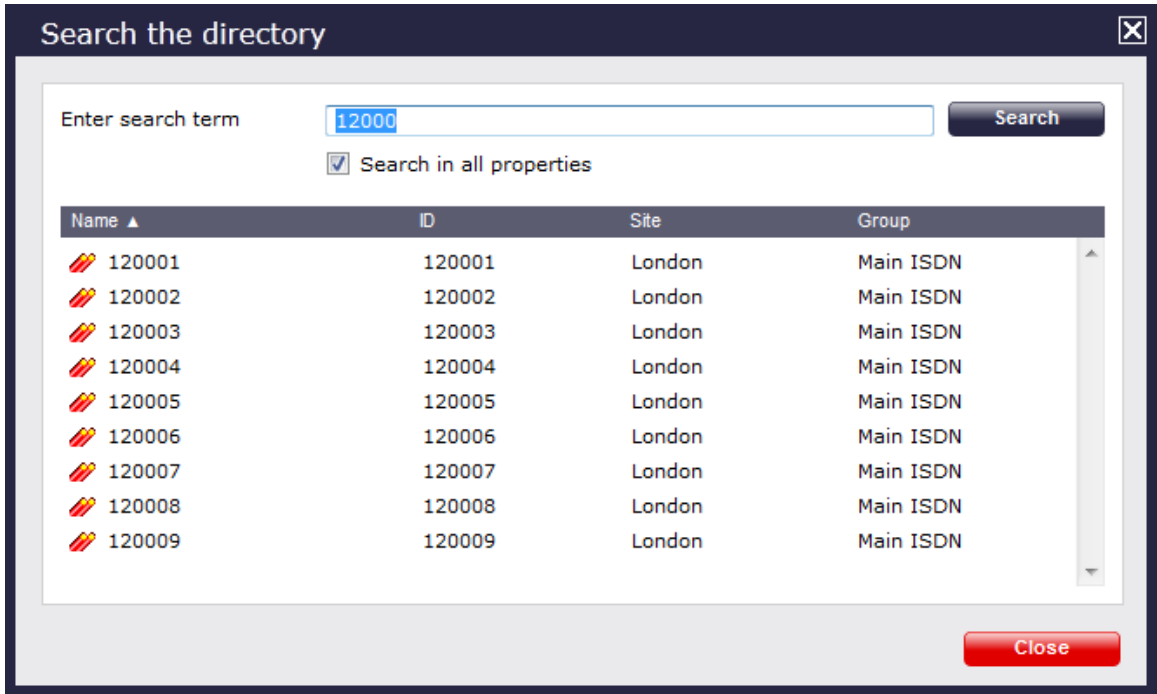 Search the directory
Enter search term 12000 Search
Search in all properties
Name ▲ ID Site Group
120001 120001 London Main ISDN
120002 120002 London Main ISDN
120003 120003 London Main ISDN
120004 120004 London Main ISDN
120005 120005 London Main ISDN
120006 120006 London Main ISDN
120007 120007 London Main ISDN
120008 120008 London Main ISDN
120009 120009 London Main ISDN
Close